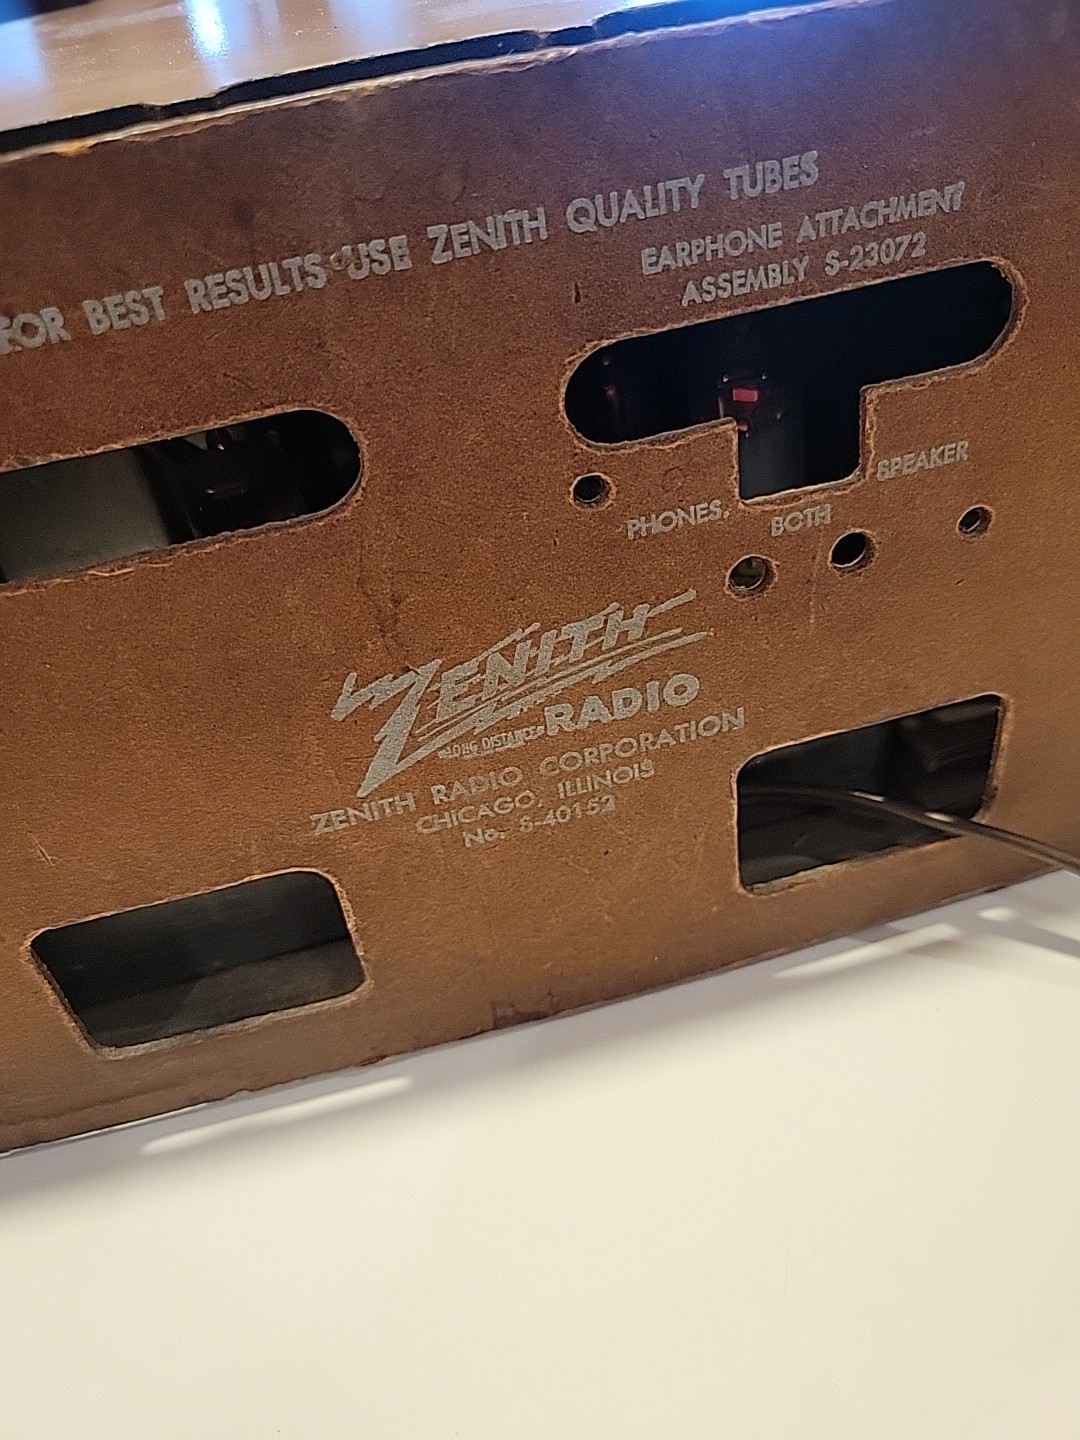 FOR BEST RESULTS-USE ZENITH QUALITY TUBES
EARPHONE ATTACHMENT
ASSEMBLY S-23072
SPEAKER
PHONES, BOTH
ZENITH
LONG DISTANCE RADIO
ZENITH RADIO CORPORATION
CHICAGO, ILLINOIS
No. S-40152